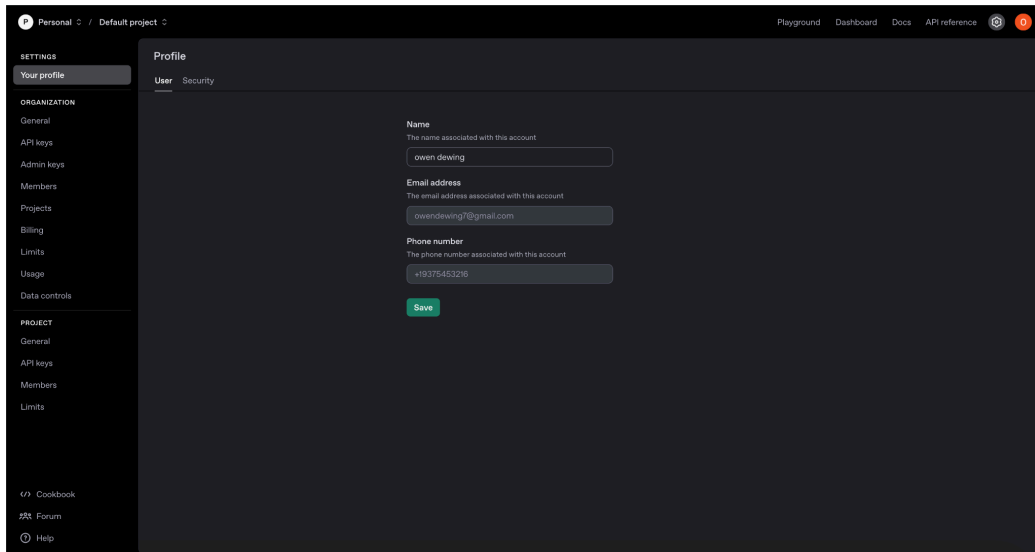 P Personal / Default project
Playground Dashboard Docs API reference O
SETTINGS
Your profile
ORGANIZATION
General
API keys
Admin keys
Members
Projects
Billing
Limits
Usage
Data controls
PROJECT
General
API keys
Members
Limits
Cookbook
Forum
Help
Profile
User Security
Name
The name associated with this account
owen dewing
Email address
The email address associated with this account
owendewing7@gmail.com
Phone number
The phone number associated with this account
+19375453216
Save